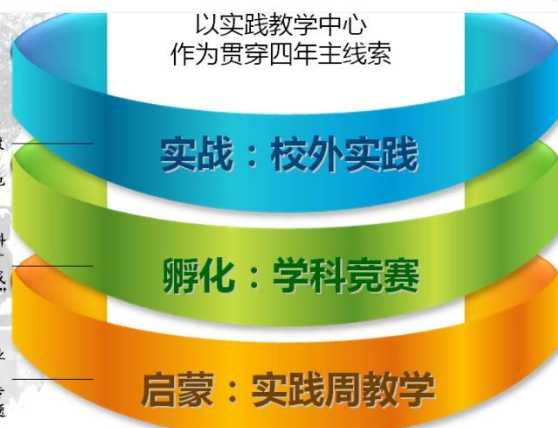 以实践教学中心
作为贯穿四年主线索
实战：校外实践
孵化：学科竞赛
启蒙：实践周教学